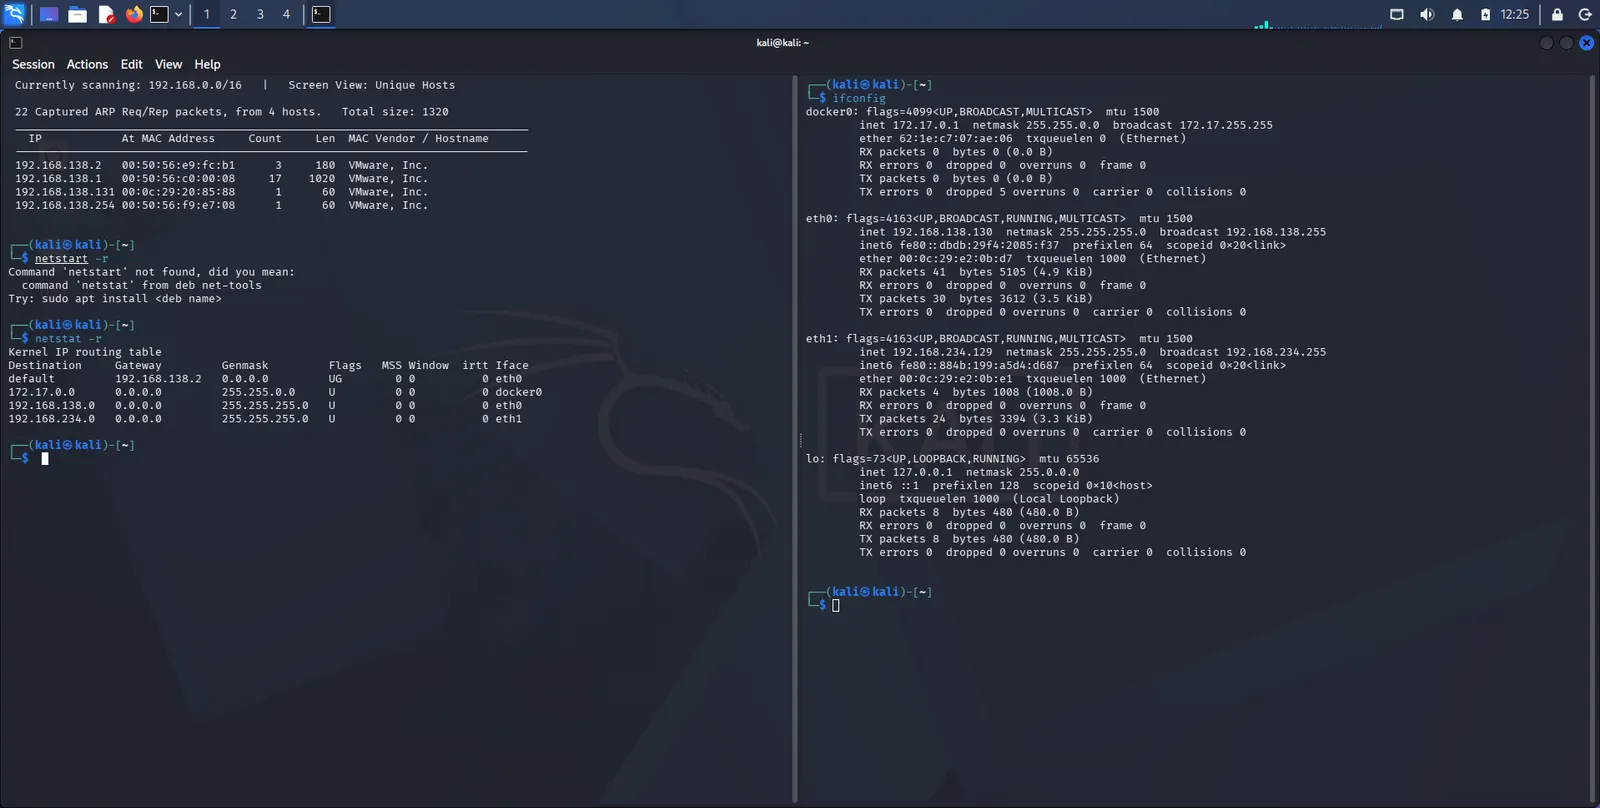 1 2 3 4
12:25
kali@kali: ~
Session Actions Edit View Help
Currently scanning: 192.168.0.0/16 | Screen View: Unique Hosts
22 Captured ARP Req/Rep packets, from 4 hosts. Total size: 1320
IP At MAC Address Count Len MAC Vendor / Hostname
192.168.138.2 00:50:56:e9:fc:b1 3 180 VMware, Inc.
192.168.138.1 00:50:56:c0:00:08 17 1020 VMware, Inc.
192.168.138.131 00:0c:29:20:85:88 1 60 VMware, Inc.
192.168.138.254 00:50:56:f9:e7:08 1 60 VMware, Inc.
┌──(kali㉿kali)-[~]
└─$ netstart -r
Command 'netstart' not found, did you mean:
command 'netstat' from deb net-tools
Try: sudo apt install <deb name>
┌──(kali㉿kali)-[~]
└─$ netstat -r
Kernel IP routing table
Destination Gateway Genmask Flags MSS Window irtt Iface
default 192.168.138.2 0.0.0.0 UG 0 0 0 eth0
172.17.0.0 0.0.0.0 255.255.0.0 U 0 0 0 docker0
192.168.138.0 0.0.0.0 255.255.255.0 U 0 0 0 eth0
192.168.234.0 0.0.0.0 255.255.255.0 U 0 0 0 eth1
┌──(kali㉿kali)-[~]
└─$
┌──(kali㉿kali)-[~]
└─$ ifconfig
docker0: flags=4099<UP,BROADCAST,MULTICAST> mtu 1500
inet 172.17.0.1 netmask 255.255.0.0 broadcast 172.17.255.255
ether 62:1e:c7:07:ae:06 txqueuelen 0 (Ethernet)
RX packets 0 bytes 0 (0.0 B)
RX errors 0 dropped 0 overruns 0 frame 0
TX packets 0 bytes 0 (0.0 B)
TX errors 0 dropped 5 overruns 0 carrier 0 collisions 0
eth0: flags=4163<UP,BROADCAST,RUNNING,MULTICAST> mtu 1500
inet 192.168.138.130 netmask 255.255.255.0 broadcast 192.168.138.255
inet6 fe80::dbdb:29f4:2085:f37 prefixlen 64 scopeid 0×20<link>
ether 00:0c:29:e2:0b:d7 txqueuelen 1000 (Ethernet)
RX packets 41 bytes 5105 (4.9 KiB)
RX errors 0 dropped 0 overruns 0 frame 0
TX packets 30 bytes 3612 (3.5 KiB)
TX errors 0 dropped 0 overruns 0 carrier 0 collisions 0
eth1: flags=4163<UP,BROADCAST,RUNNING,MULTICAST> mtu 1500
inet 192.168.234.129 netmask 255.255.255.0 broadcast 192.168.234.255
inet6 fe80::884b:199:a5d4:d687 prefixlen 64 scopeid 0×20<link>
ether 00:0c:29:e2:0b:e1 txqueuelen 1000 (Ethernet)
RX packets 4 bytes 1008 (1008.0 B)
RX errors 0 dropped 0 overruns 0 frame 0
TX packets 24 bytes 3394 (3.3 KiB)
TX errors 0 dropped 0 overruns 0 carrier 0 collisions 0
lo: flags=73<UP,LOOPBACK,RUNNING> mtu 65536
inet 127.0.0.1 netmask 255.0.0.0
inet6 ::1 prefixlen 128 scopeid 0×10<host>
loop txqueuelen 1000 (Local Loopback)
RX packets 8 bytes 480 (480.0 B)
RX errors 0 dropped 0 overruns 0 frame 0
TX packets 8 bytes 480 (480.0 B)
TX errors 0 dropped 0 overruns 0 carrier 0 collisions 0
┌──(kali㉿kali)-[~]
└─$